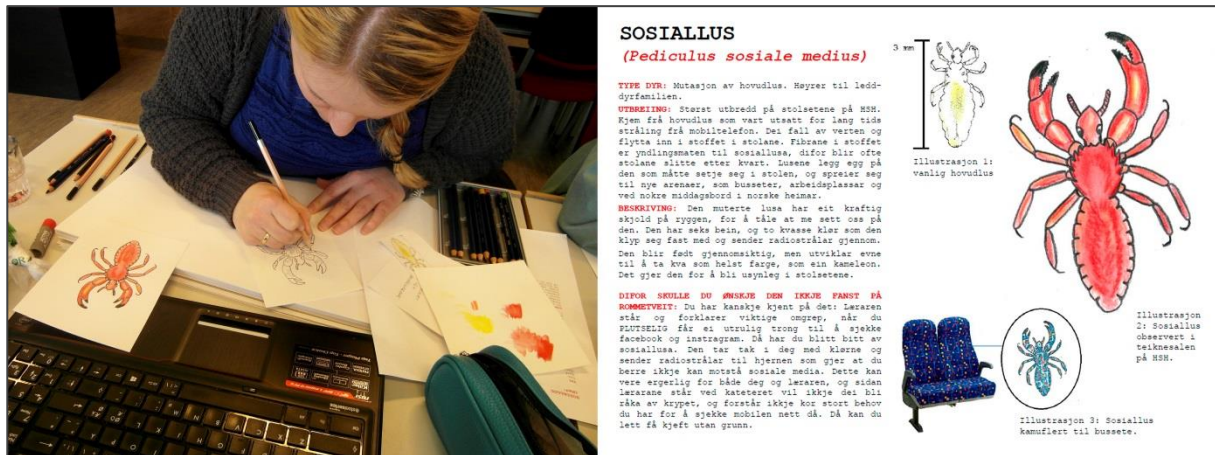 SOSIALLUS
(Pediculus sosiale medius)
TYPE DYR: Mutasjon av hovudlus. Høyrer til ledd-
dyrfamilien.
UTBREIING: Størst utbredd på stolsetene på HSH.
Kjem frå hovudlus som vart utsatt for lang tids
stråling frå mobiltelefon. Dei fall av verten og
flytta inn i stoffet i stolane. Fibrane i stoffet
er yndlingsmaten til sosiallusa, difor blir ofte
stolane slitte etter kvart. Lusene legg egg på
den som måtte setje seg i stolen, og spreier seg
til nye arenaer, som busseter, arbeidsplassar og
ved nokre middagsbord i norske heimar.
BESKRIVING: Den muterte lusa har eit kraftig
skjold på ryggen, for å tåle at me sett oss på
den. Den har seks bein, og to kvasse klør som den
klyp seg fast med og sender radiostrålar gjennom.
Den blir født gjennomsiktig, men utviklar evne
til å ta kva som helst farge, som ein kameleon.
Det gjer den for å bli usynleg i stolsetene.
DIFOR SKULLE DU ØNSKJE DEN IKKJE FANST PÅ
ROMMETVEIT: Du har kanskje kjent på det: Læraren
står og forklarer viktige omgrep, når du
PLUTSELIG får ei utrulig trong til å sjekke
facebook og instragram. Då har du blitt bitt av
sosiallusa. Den tar tak i deg med klørne og
sender radiostrålar til hjernen som gjer at du
berre ikkje kan motstå sosiale media. Dette kan
vere ergerlig for både deg og læraren, og sidan
lærarane står ved kateteret vil ikkje dei bli
råka av krypet, og forstår ikkje kor stort behov
du har for å sjekke mobilen nett då. Då kan du
lett få kjeft utan grunn.
3 mm
Illustrasjon 1:
vanlig hovudlus
Illustrasjon
2: Sosiallus
observert i
teiknesalen
på HSH.
Illustrasjon 3: Sosiallus
kamuflert til bussete.